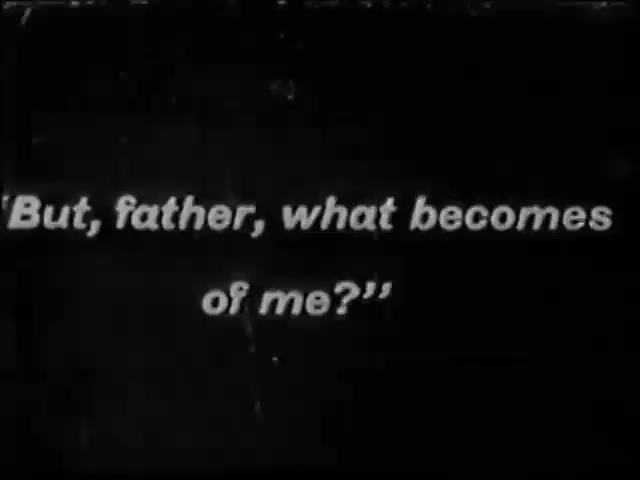 "But, father, what becomes
of me?"